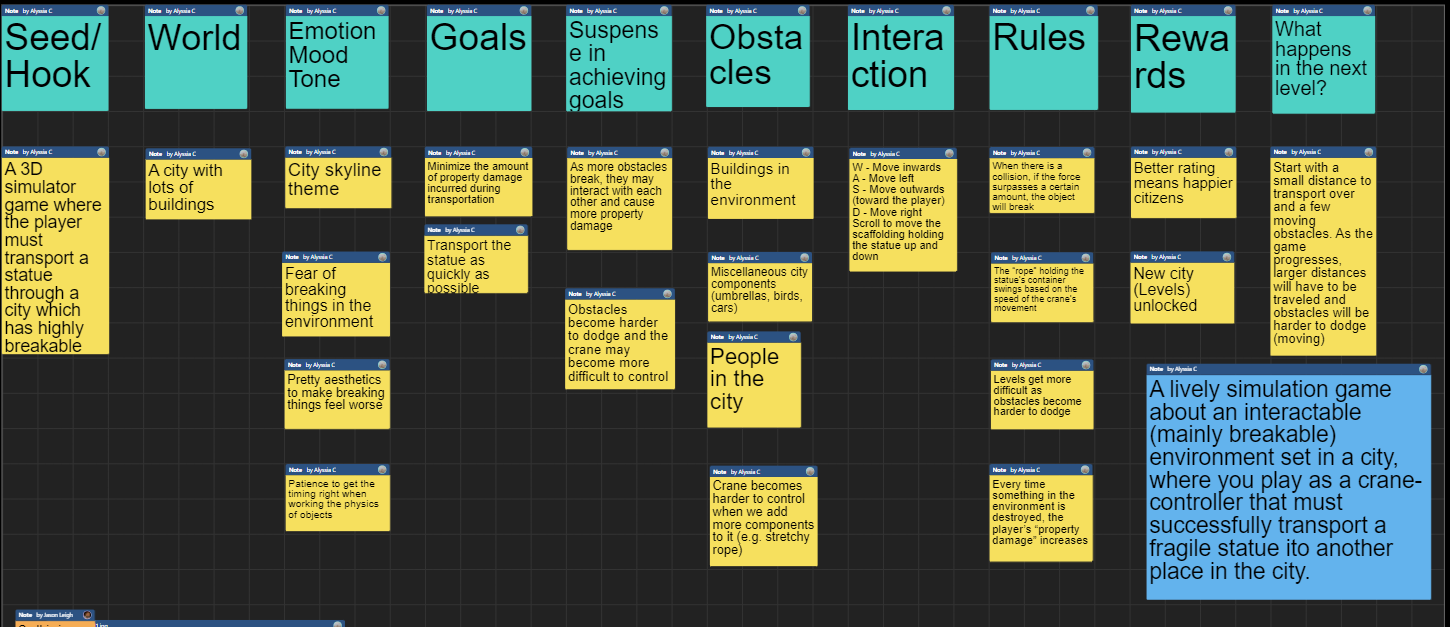 Note by Alyssia C
Seed/
Hook
Note by Alyssia C
World
Note by Alyssia C
Emotion
Mood
Tone
Note by Alyssia C
Goals
Note by Alyssia C
Suspens
e in
achieving
goals
Note by Alyssia C
Obsta
cles
Note by Alyssia C
Intera
ction
Note by Alyssia C
Rules
Note by Alyssia C
Rewa
rds
Note by Alyssia C
What
happens
in the next
level?
Note by Alyssia C
A 3D
simulator
game where
the player
must
transport a
statue
through a
city which
has highly
breakable
Note by Alyssia C
A city with
lots of
buildings
Note by Alyssia C
City skyline
theme
Note by Alyssia C
Fear of
breaking
things in the
environment
Note by Alyssia C
Pretty aesthetics
to make breaking
things feel worse
Note by Alyssia C
Patience to get the
timing right when
working the physics
of objects
Note by Alyssia C
Minimize the amount
of property damage
incurred during
transportation
Note by Alyssia C
Transport the
statue as
quickly as
possible
Note by Alyssia C
As more obstacles
break, they may
interact with each
other and cause
more property
damage
Note by Alyssia C
Obstacles
become harder
to dodge and the
crane may
become more
difficult to control
Note by Alyssia C
Buildings in
the
environment
Note by Alyssia C
Miscellaneous city
components
(umbrellas, birds,
cars)
Note by Alyssia C
People
in the
city
Note by Alyssia C
Crane becomes
harder to control
when we add
more components
to it (e.g. stretchy
rope)
Note by Alyssia C
W - Move inwards
A - Move left
S - Move outwards
(toward the player)
D - Move right
Scroll to move the
scaffolding holding
the statue up and
down
Note by Alyssia C
When there is a
collision, if the force
surpasses a certain
amount, the object
will break
Note by Alyssia C
The "rope" holding the
statue's container
swings based on the
speed of the crane's
movement
Note by Alyssia C
Levels get more
difficult as
obstacles become
harder to dodge
Note by Alyssia C
Every time
something in the
environment is
destroyed, the
player's "property
damage" increases
Note by Alyssia C
Better rating
means happier
citizens
Note by Alyssia C
New city
(Levels)
unlocked
Note by Alyssia C
Start with a
small distance to
transport over
and a few
moving
obstacles. As the
game
progresses,
larger distances
will have to be
traveled and
obstacles will be
harder to dodge
(moving)
Note by Alyssia C
A lively simulation game
about an interactable
(mainly breakable)
environment set in a city,
where you play as a crane-
controller that must
successfully transport a
fragile statue ito another
place in the city.
Note by Jason Leigh